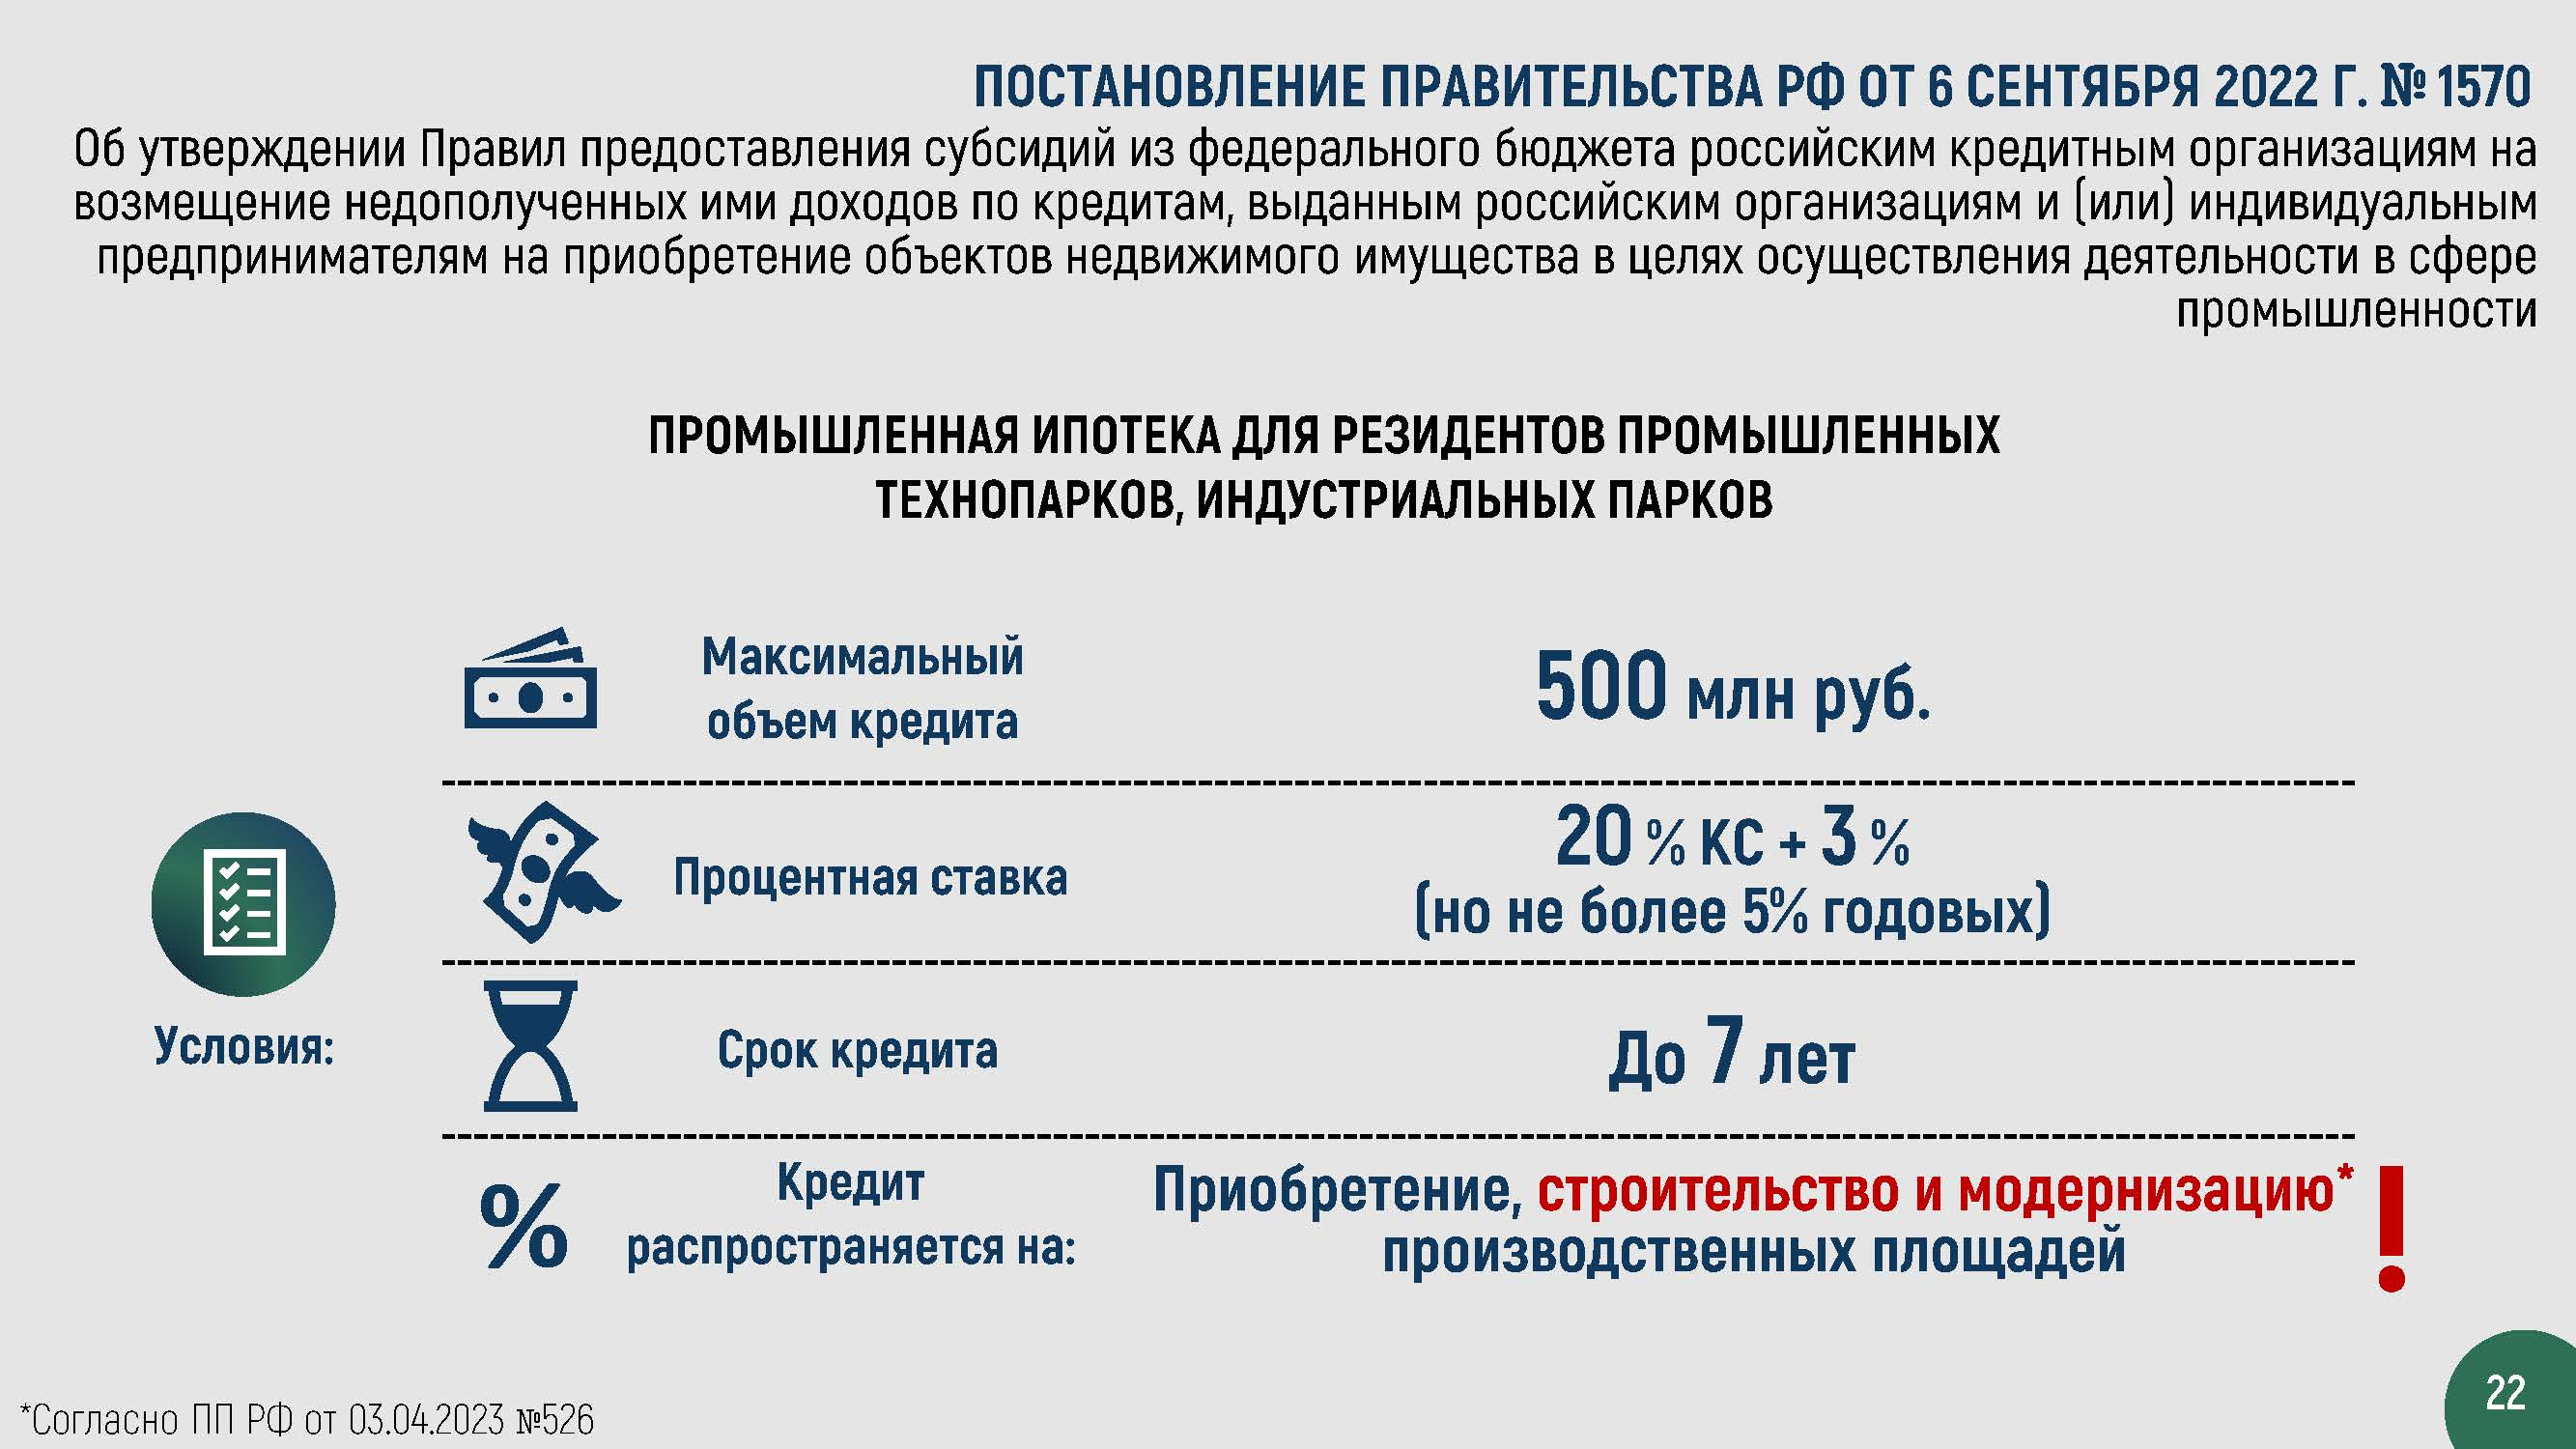 ПОСТАНОВЛЕНИЕ ПРАВИТЕЛЬСТВА РФ ОТ 6 СЕНТЯБРЯ 2022 Г. № 1570
Об утверждении Правил предоставления субсидий из федерального бюджета российским кредитным организациям на
возмещение недополученных ими доходов по кредитам, выданным российским организациям и (или) индивидуальным
предпринимателям на приобретение объектов недвижимого имущества в целях осуществления деятельности в сфере
промышленности
ПРОМЫШЛЕННАЯ ИПОТЕКА ДЛЯ РЕЗИДЕНТОВ ПРОМЫШЛЕННЫХ
ТЕХНОПАРКОВ, ИНДУСТРИАЛЬНЫХ ПАРКОВ
Условия:
Максимальный
объем кредита
500 млн руб.
Процентная ставка
20 % КС + 3 %
(но не более 5% годовых)
Срок кредита
До 7 лет
%
Кредит
распространяется на:
Приобретение, строительство и модернизацию*
производственных площадей
!
*Согласно ПП РФ от 03.04.2023 №526
22